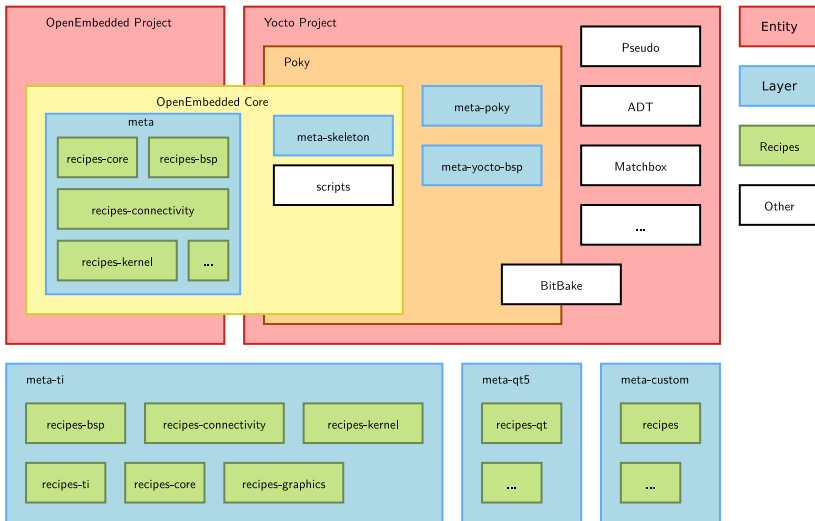 OpenEmbedded Project
Yocto Project
Poky
OpenEmbedded Core
meta
recipes-core
recipes-bsp
recipes-connectivity
recipes-kernel
...
meta-skeleton
scripts
meta-poky
meta-yocto-bsp
Pseudo
ADT
Matchbox
...
BitBake
Entity
Layer
Recipes
Other
meta-ti
recipes-bsp
recipes-connectivity
recipes-kernel
recipes-ti
recipes-core
recipes-graphics
meta-qt5
recipes-qt
...
meta-custom
recipes
...